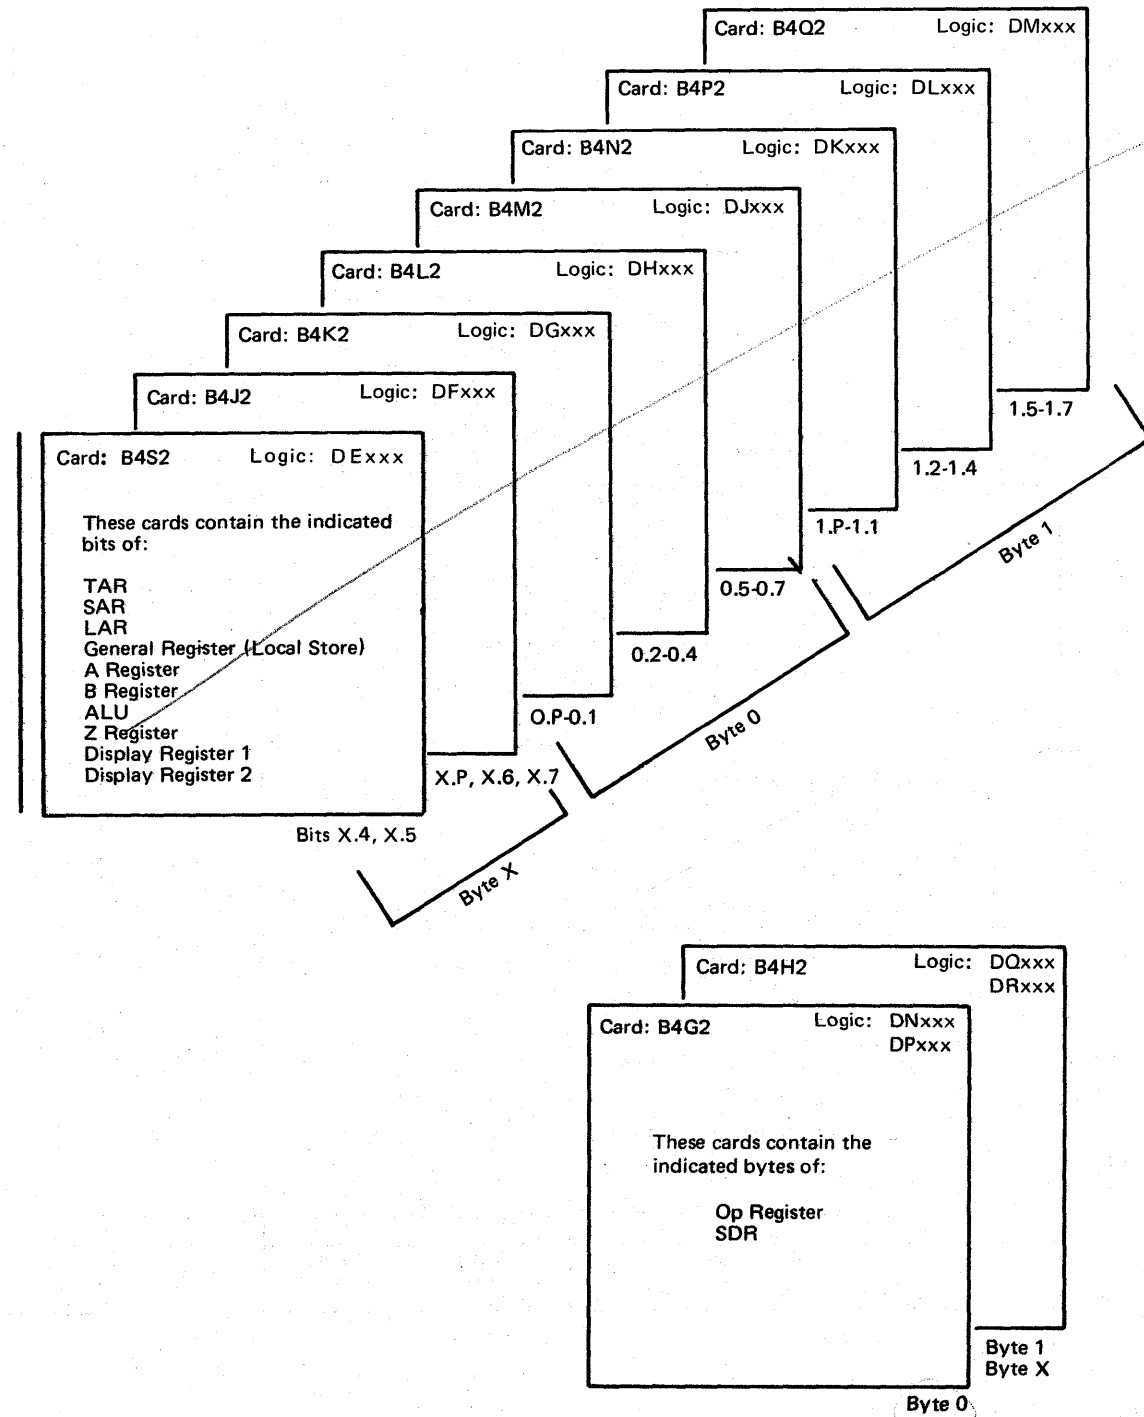 Card: B4Q2 Logic: DMxxx
Card: B4P2 Logic: DLxxx
Card: B4N2 Logic: DKxxx
Card: B4M2 Logic: DJxxx
Card: B4L2 Logic: DHxxx
Card: B4K2 Logic: DGxxx
Card: B4J2 Logic: DFxxx
Card: B4S2 Logic: DExxx
These cards contain the indicated
bits of:
TAR
SAR
LAR
General Register (Local Store)
A Register
B Register
ALU
Z Register
Display Register 1
Display Register 2
Bits X.4, X.5
X.P, X.6, X.7
O.P-0.1
0.2-0.4
0.5-0.7
1.P-1.1
1.2-1.4
1.5-1.7
Byte X
Byte 0
Byte 1
Card: B4H2 Logic: DQxxx
DRxxx
Card: B4G2 Logic: DNxxx
DPxxx
These cards contain the
indicated bytes of:
Op Register
SDR
Byte 1
Byte X
Byte 0